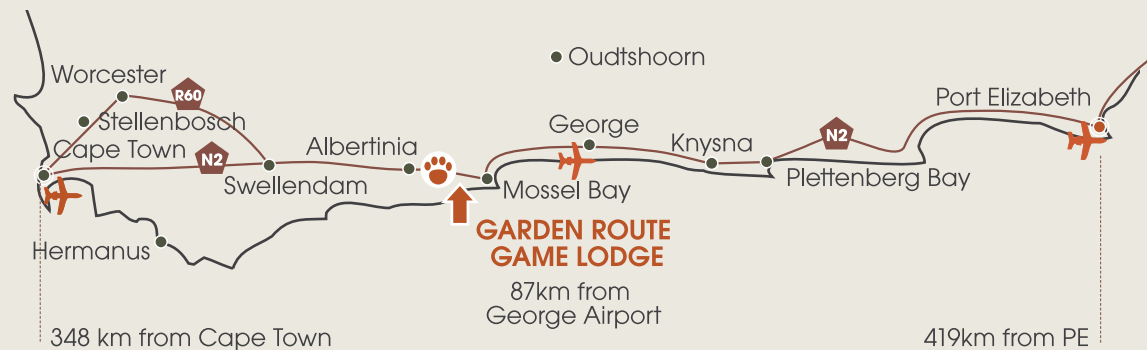 Oudtshoorn
Worcester
R60
Port Elizabeth
Stellenbosch
George
N2
Knysna
Albertinia
Cape Town
N2
Swellendam
Mossel Bay
Plettenberg Bay
Hermanus
GARDEN ROUTE
GAME LODGE
87km from
George Airport
348 km from Cape Town
419km from PE